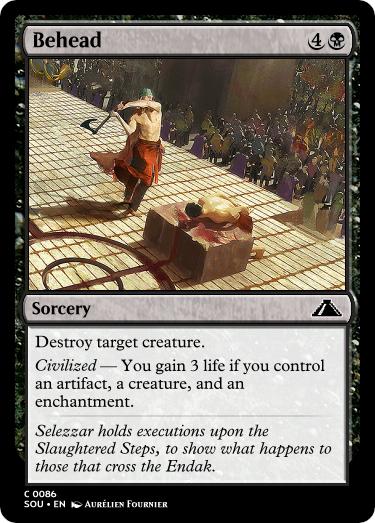 Behead 4
Sorcery
Destroy target creature.
Civilized — You gain 3 life if you control
an artifact, a creature, and an
enchantment.
Selezzar holds executions upon the
Slaughtered Steps, to show what happens to
those that cross the Endak.
C 0086
SOU • EN Aurélien Fournier